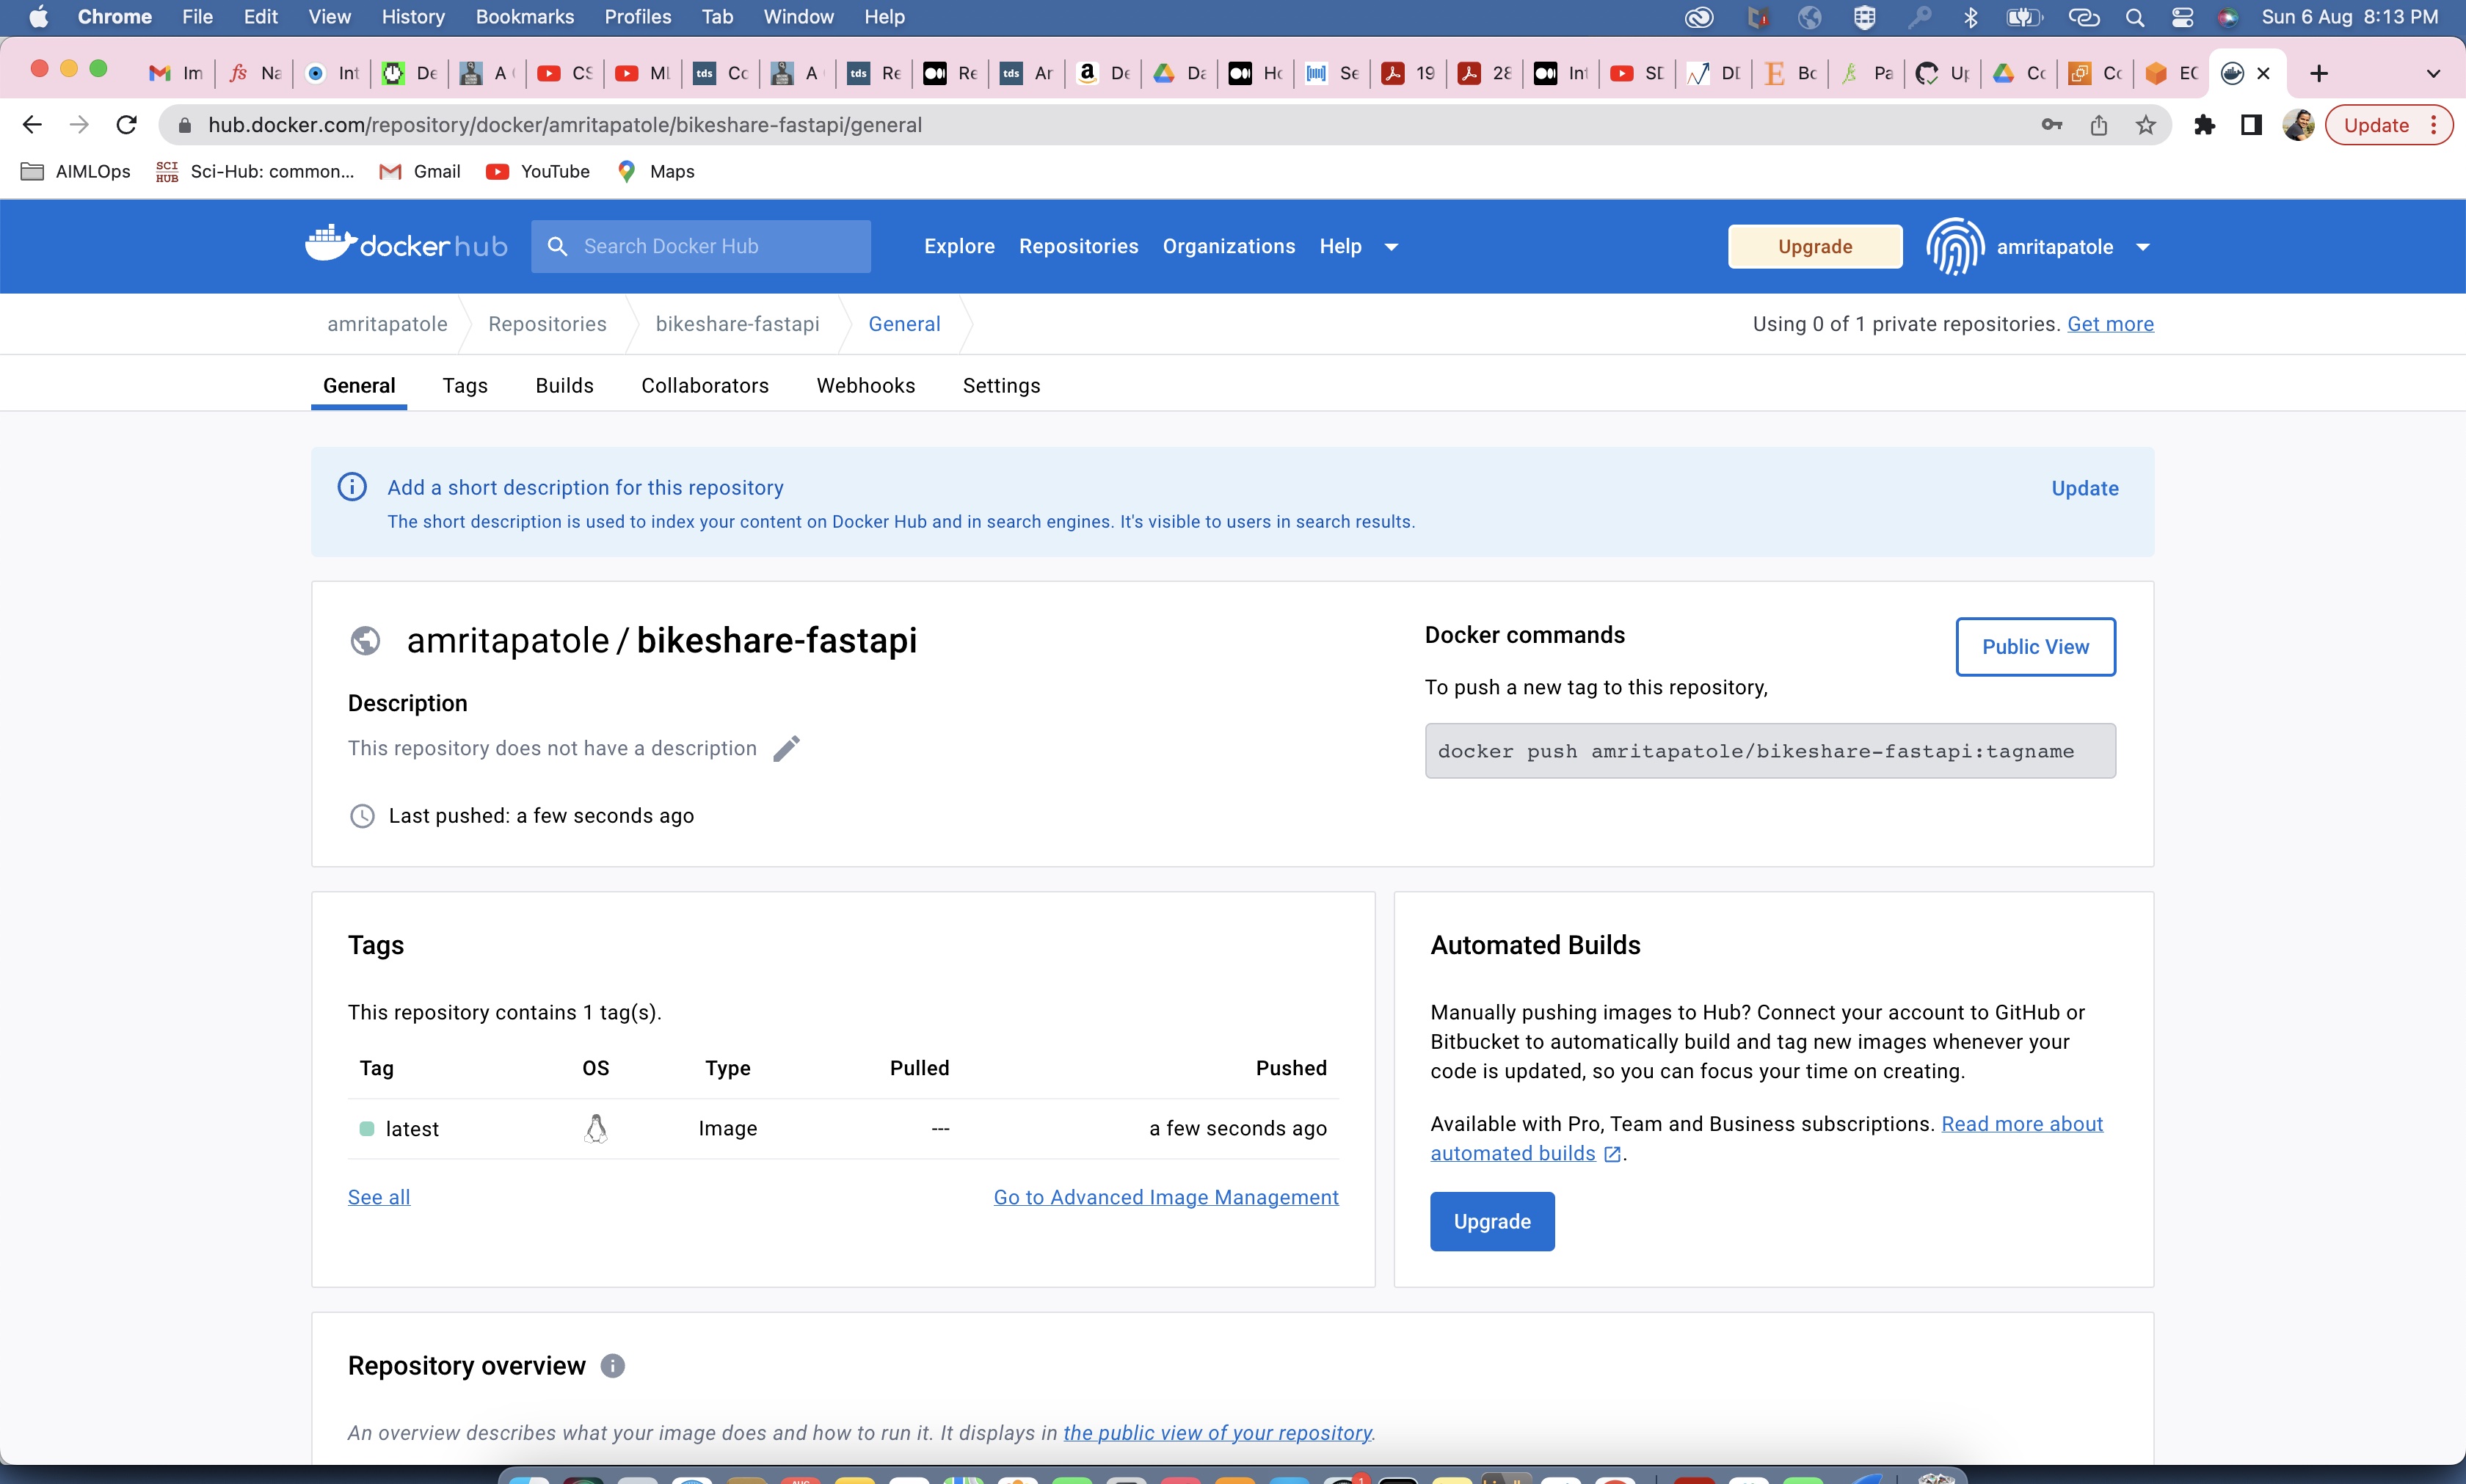 Chrome File Edit View History Bookmarks Profiles Tab Window Help Sun 6 Aug 8:13 PM
Im Na Int De A CS ML tds Cc A tds Re Re tds Ar De Da Ho Se 19 28 Int SD DD Bc Pa Up Cc Cc EC
hub.docker.com/repository/docker/amritapatole/bikeshare-fastapi/general Update
AIMLOps SCI HUB Sci-Hub: common... Gmail YouTube Maps
dockerhub Search Docker Hub Explore Repositories Organizations Help Upgrade amritapatole
amritapatole Repositories bikeshare-fastapi General Using 0 of 1 private repositories. Get more
General Tags Builds Collaborators Webhooks Settings
Add a short description for this repository Update
The short description is used to index your content on Docker Hub and in search engines. It's visible to users in search results.
amritapatole / bikeshare-fastapi
Description
This repository does not have a description
Last pushed: a few seconds ago
Docker commands
Public View
To push a new tag to this repository,
docker push amritapatole/bikeshare-fastapi:tagname
Tags
This repository contains 1 tag(s).
Tag OS Type Pulled Pushed
latest Image --- a few seconds ago
See all Go to Advanced Image Management
Automated Builds
Manually pushing images to Hub? Connect your account to GitHub or
Bitbucket to automatically build and tag new images whenever your
code is updated, so you can focus your time on creating.
Available with Pro, Team and Business subscriptions. Read more about
automated builds .
Upgrade
Repository overview
An overview describes what your image does and how to run it. It displays in the public view of your repository.